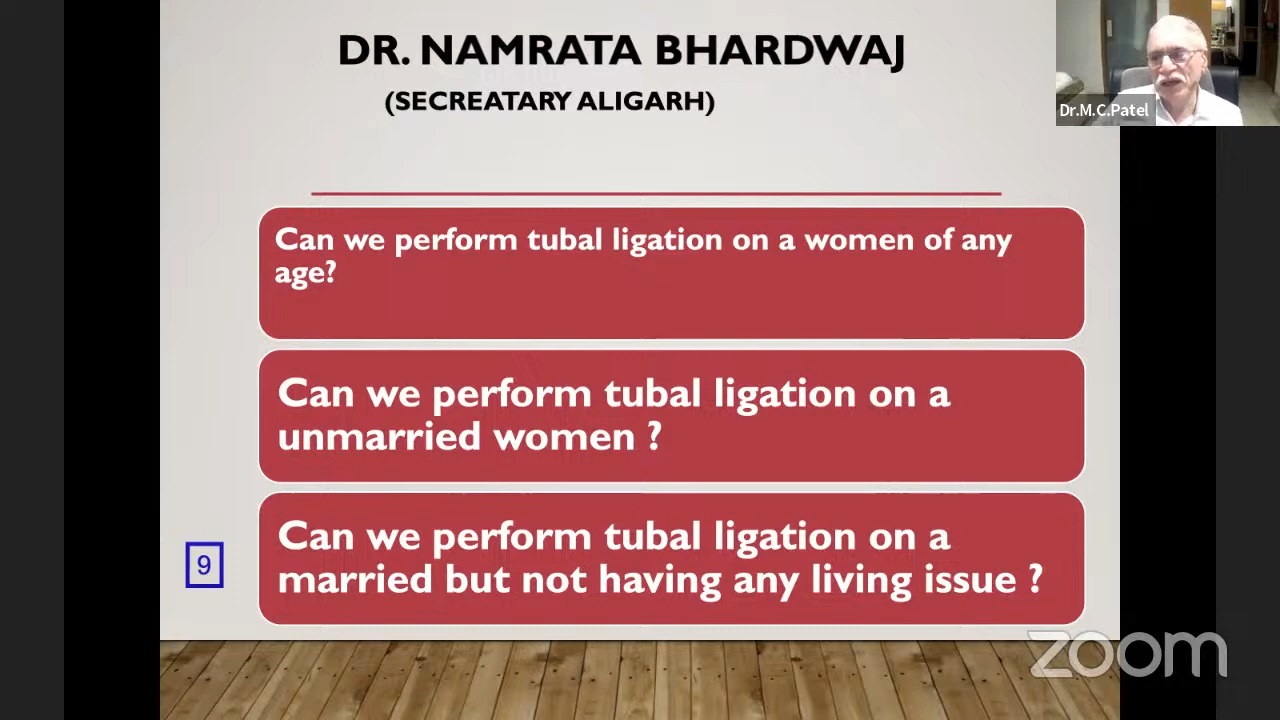 DR. NAMRATA BHARDWAJ
(SECREATARY ALIGARH)
Dr.M.C.Patel
Can we perform tubal ligation on a women of any
age?
Can we perform tubal ligation on a
unmarried women ?
Can we perform tubal ligation on a
married but not having any living issue ?
9
zoom